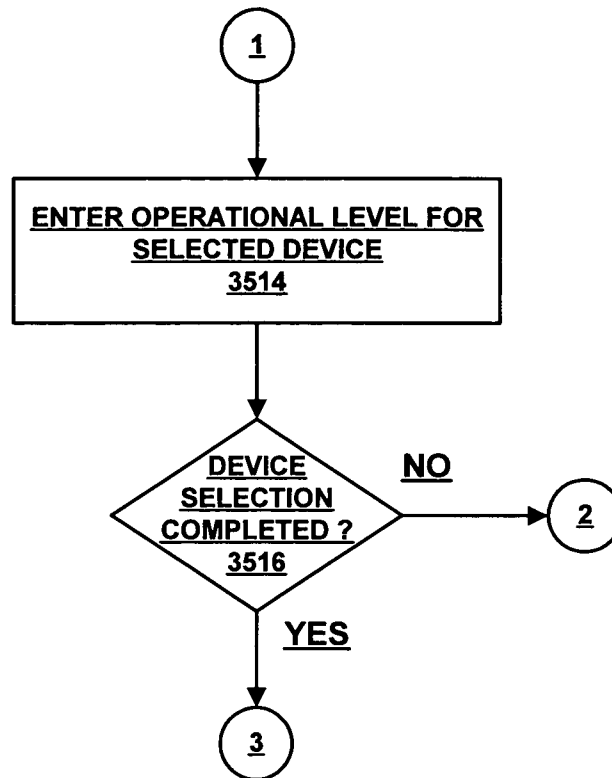 1
ENTER OPERATIONAL LEVEL FOR
SELECTED DEVICE
3514
DEVICE
SELECTION
COMPLETED ?
3516
NO
2
YES
3